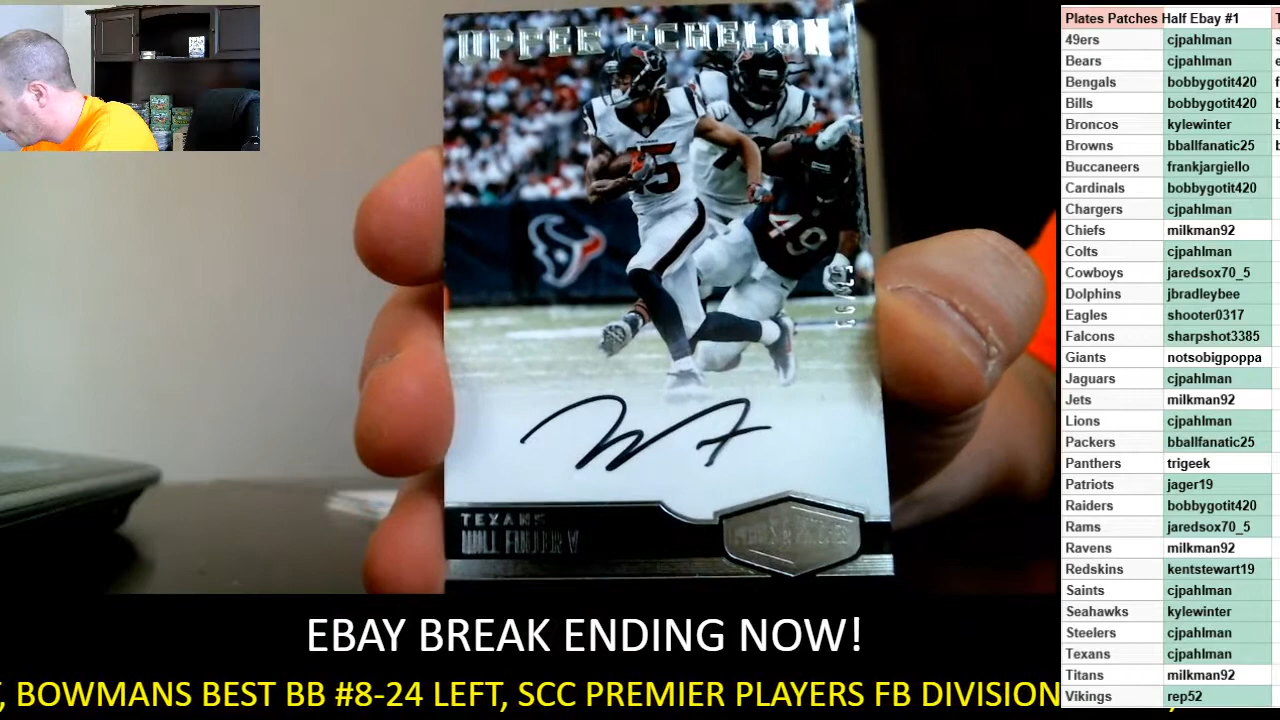 UPPER ECHELON
15
49
TEXANS
WILL FULLER V
EBAY BREAK ENDING NOW!
, BOWMANS BEST BB #8-24 LEFT, SCC PREMIER PLAYERS FB DIVISION
Plates Patches Half Ebay #1
49ers cjpahlman
Bears cjpahlman
Bengals bobbygotit420
Bills bobbygotit420
Broncos kylewinter
Browns bballfanatic25
Buccaneers frankjargiello
Cardinals bobbygotit420
Chargers cjpahlman
Chiefs milkman92
Colts cjpahlman
Cowboys jaredsox70_5
Dolphins jbradleybee
Eagles shooter0317
Falcons sharpshot3385
Giants notsobigpoppa
Jaguars cjpahlman
Jets milkman92
Lions cjpahlman
Packers bballfanatic25
Panthers trigeek
Patriots jager19
Raiders bobbygotit420
Rams jaredsox70_5
Ravens milkman92
Redskins kentstewart19
Saints cjpahlman
Seahawks kylewinter
Steelers cjpahlman
Texans cjpahlman
Titans milkman92
Vikings rep52